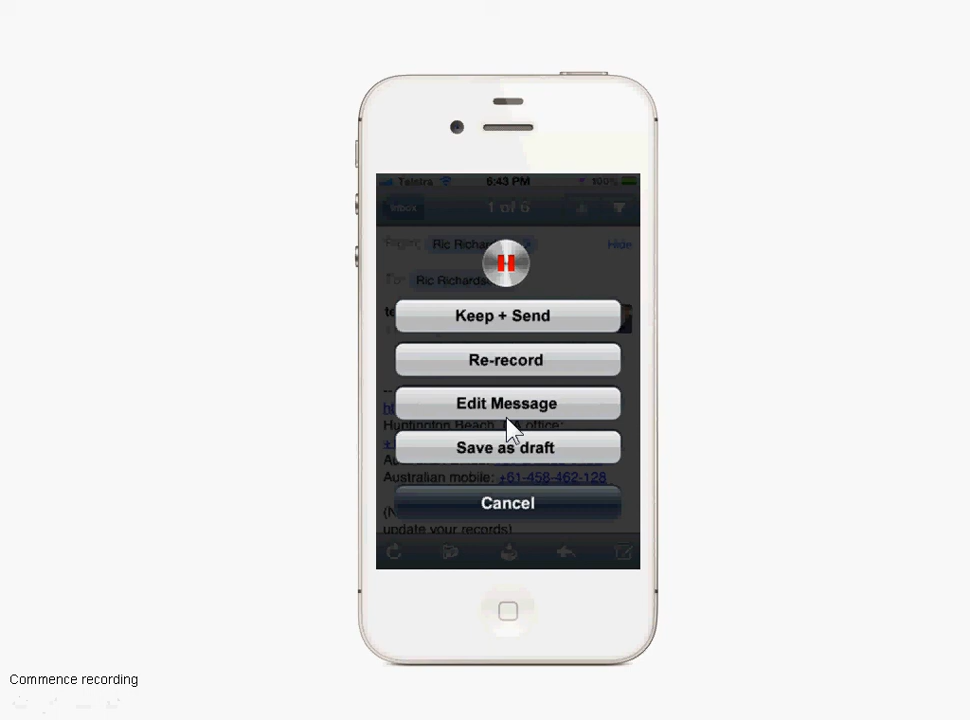 Telstra 6:43 PM 100%
Inbox 1 of 6
Ric Richards Hide
To: Ric Richards
Keep + Send
Re-record
Edit Message
Huntington Beach, CA office:
Save as draft
Australian mobile: +61-458-462-128
Cancel
update your records)
Commence recording